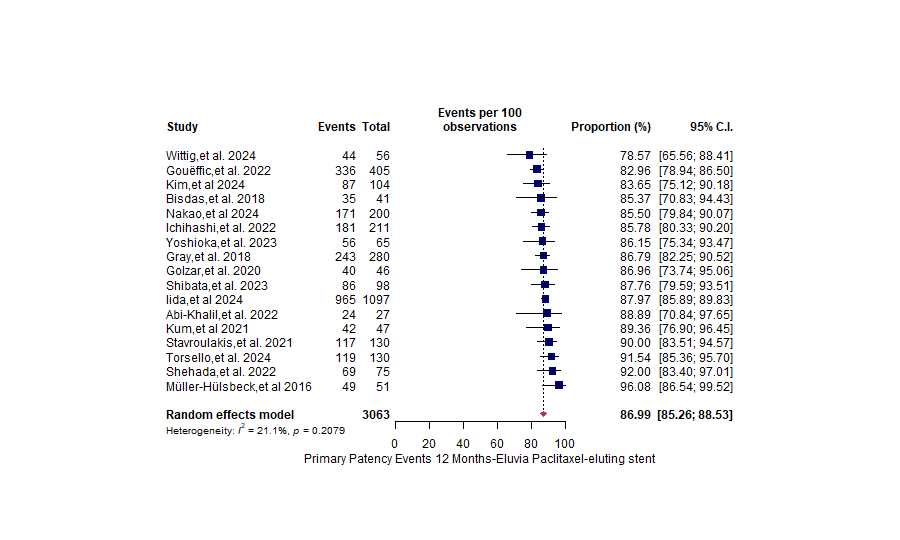 Events per 100
Study Events Total observations Proportion (%) 95% C.I.
Wittig,et al. 2024 44 56 78.57 [65.56; 88.41]
Gouëffic,et al. 2022 336 405 82.96 [78.94; 86.50]
Kim,et al 2024 87 104 83.65 [75.12; 90.18]
Bisdas,et al. 2018 35 41 85.37 [70.83; 94.43]
Nakao,et al 2024 171 200 85.50 [79.84; 90.07]
Ichihashi,et al. 2022 181 211 85.78 [80.33; 90.20]
Yoshioka,et al. 2023 56 65 86.15 [75.34; 93.47]
Gray,et al. 2018 243 280 86.79 [82.25; 90.52]
Golzar,et al. 2020 40 46 86.96 [73.74; 95.06]
Shibata,et al. 2023 86 98 87.76 [79.59; 93.51]
Iida,et al 2024 965 1097 87.97 [85.89; 89.83]
Abi-Khalil,et al. 2022 24 27 88.89 [70.84; 97.65]
Kum,et al 2021 42 47 89.36 [76.90; 96.45]
Stavroulakis,et al. 2021 117 130 90.00 [83.51; 94.57]
Torsello,et al. 2024 119 130 91.54 [85.36; 95.70]
Shehada,et al. 2022 69 75 92.00 [83.40; 97.01]
Müller-Hülsbeck,et al 2016 49 51 96.08 [86.54; 99.52]
Random effects model 3063 86.99 [85.26; 88.53]
Heterogeneity: I² = 21.1%, p = 0.2079
0 20 40 60 80 100
Primary Patency Events 12 Months-Eluvia Paclitaxel-eluting stent